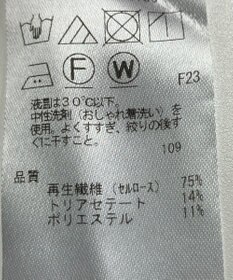 F W
F23
液温は30℃以下。
中性洗剤(おしゃれ着洗い)を
使用。よくすすぎ、絞りの後す
ぐに干すこと。
109
品質
再生繊維(セルロース) 75%
トリアセテート 14%
ポリエステル 11%